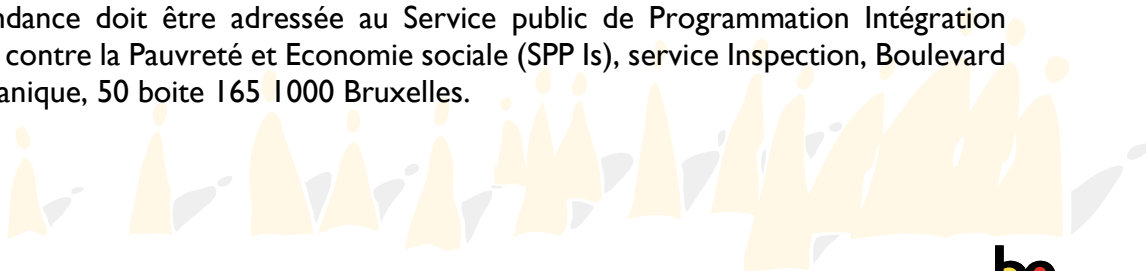 ndance doit être adressée au Service public de Programmation Intégration
contre la Pauvreté et Economie sociale (SPP Is), service Inspection, Boulevard
anique, 50 boite 165 1000 Bruxelles.
be